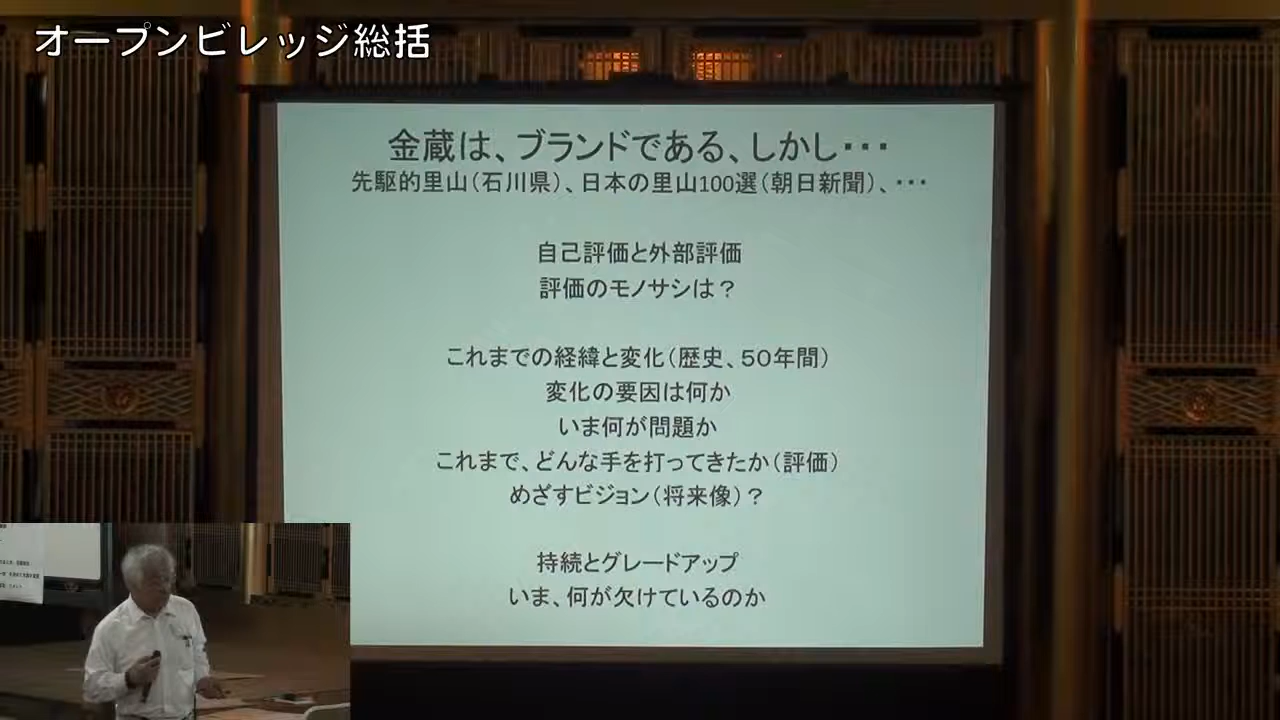 オープンビレッジ総括
金蔵は、ブランドである、しかし･･･
先駆的里山（石川県）、日本の里山100選（朝日新聞）、･･･
自己評価と外部評価
評価のモノサシは？
これまでの経緯と変化（歴史、５０年間）
変化の要因は何か
いま何が問題か
これまで、どんな手を打ってきたか（評価）
めざすビジョン（将来像）？
持続とグレードアップ
いま、何が欠けているのか